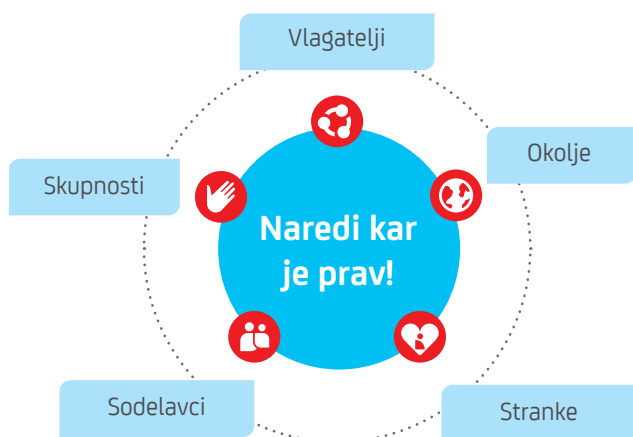 Vlagatelji
Okolje
Skupnosti
Naredi kar
je prav!
Sodelavci
Stranke